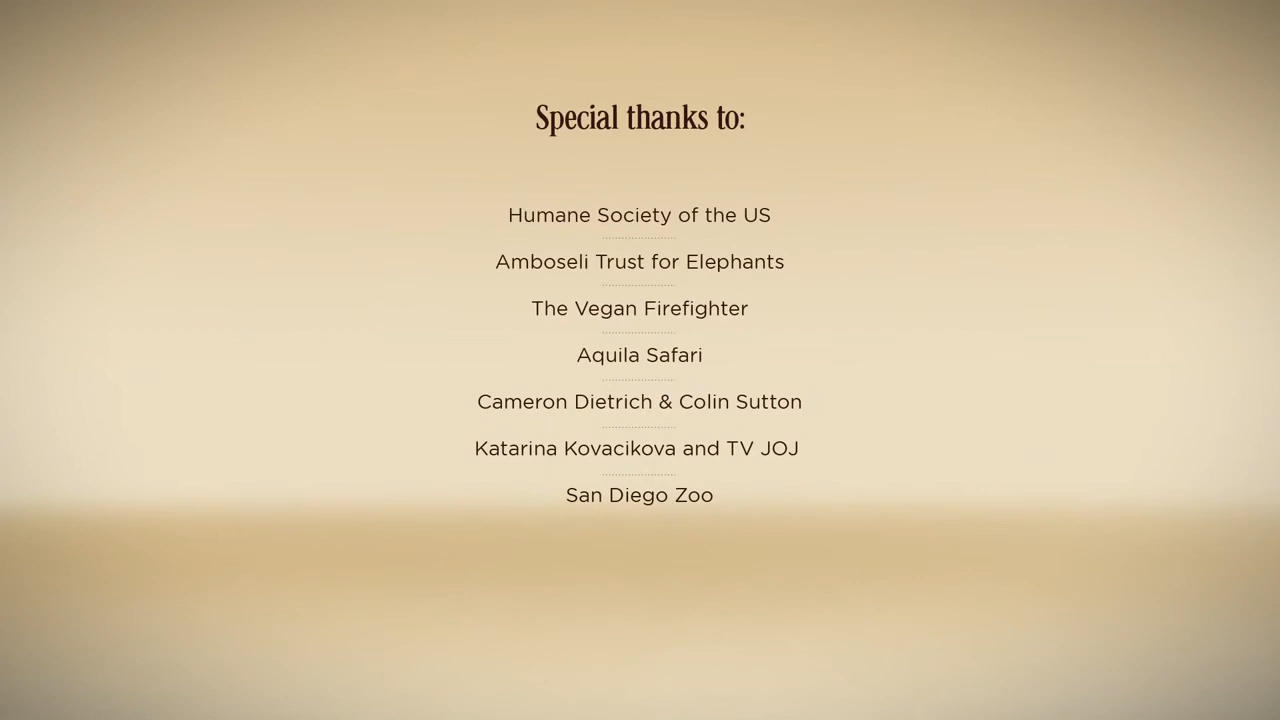 Special thanks to:
Humane Society of the US
Amboseli Trust for Elephants
The Vegan Firefighter
Aquila Safari
Cameron Dietrich & Colin Sutton
Katarina Kovacikova and TV JOJ
San Diego Zoo